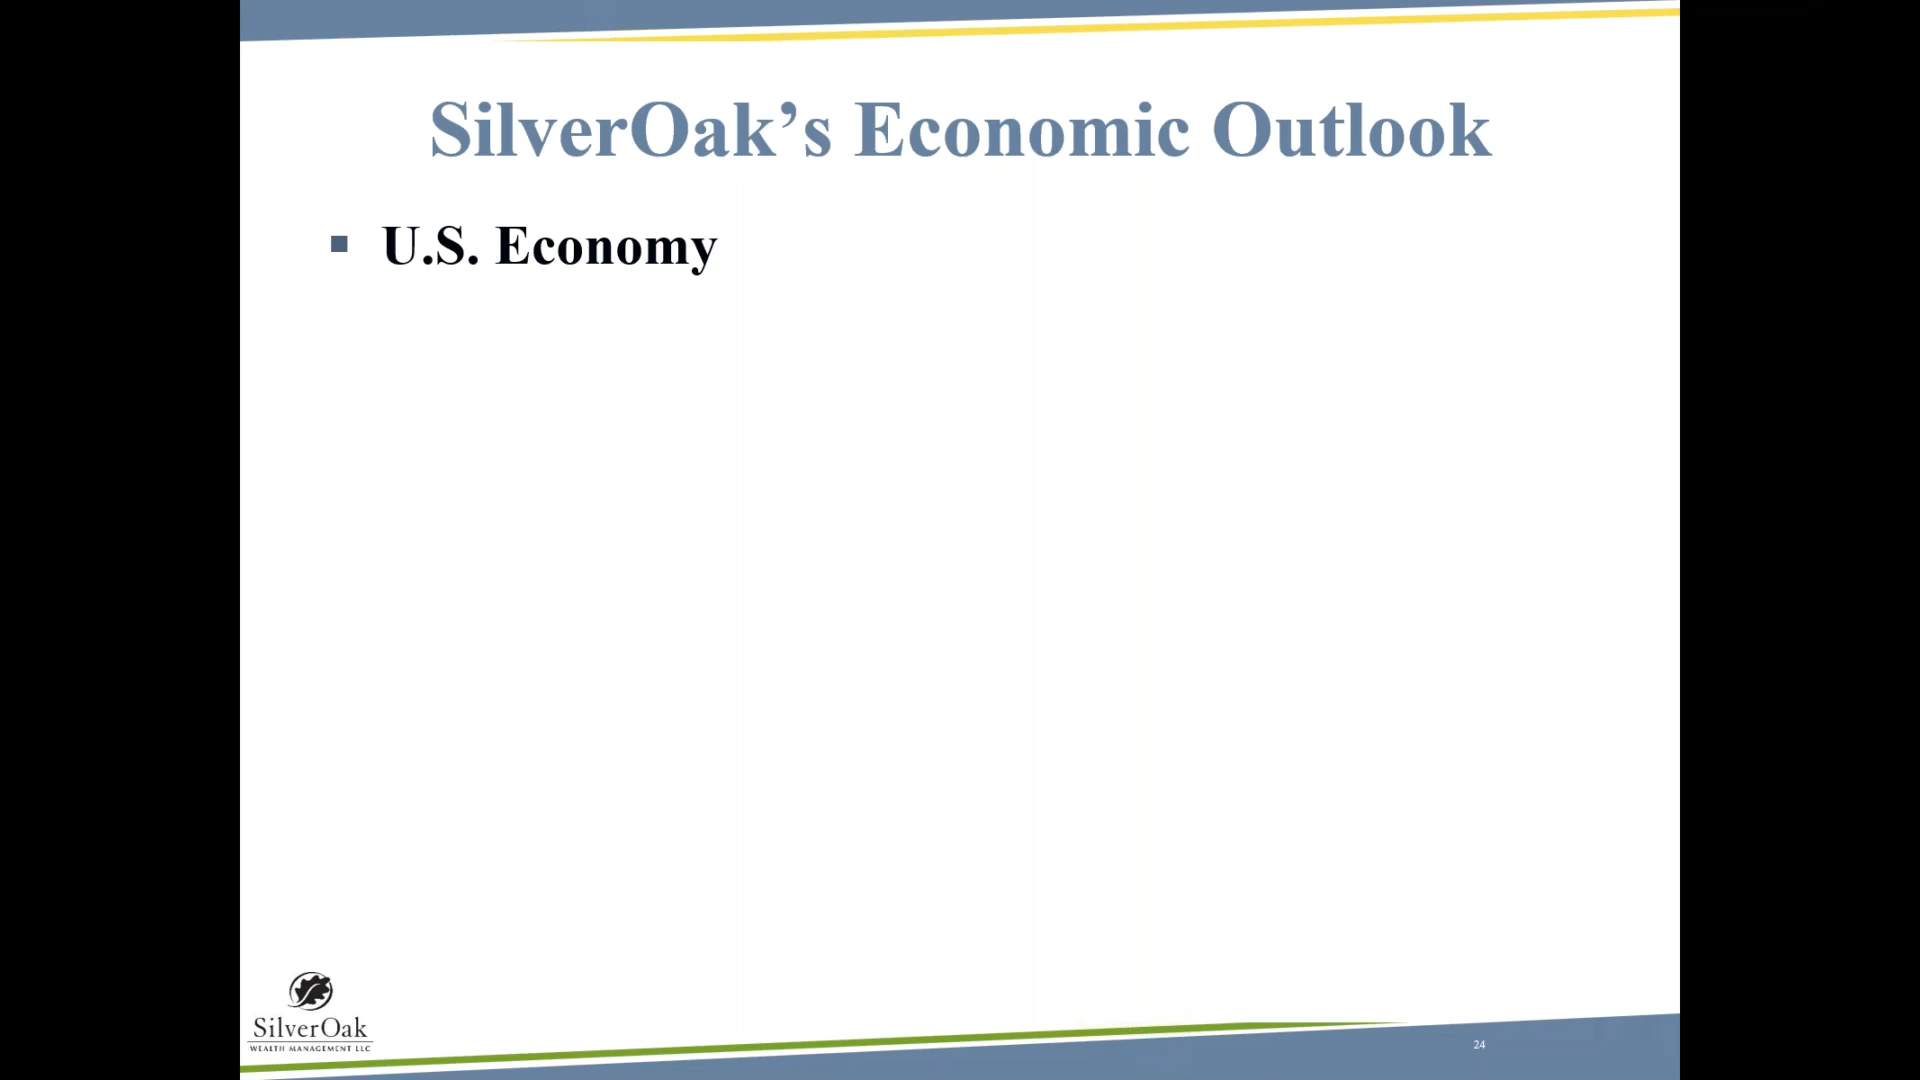 SilverOak’s Economic Outlook
▪ U.S. Economy
SilverOak
WEALTH MANAGEMENT LLC
24